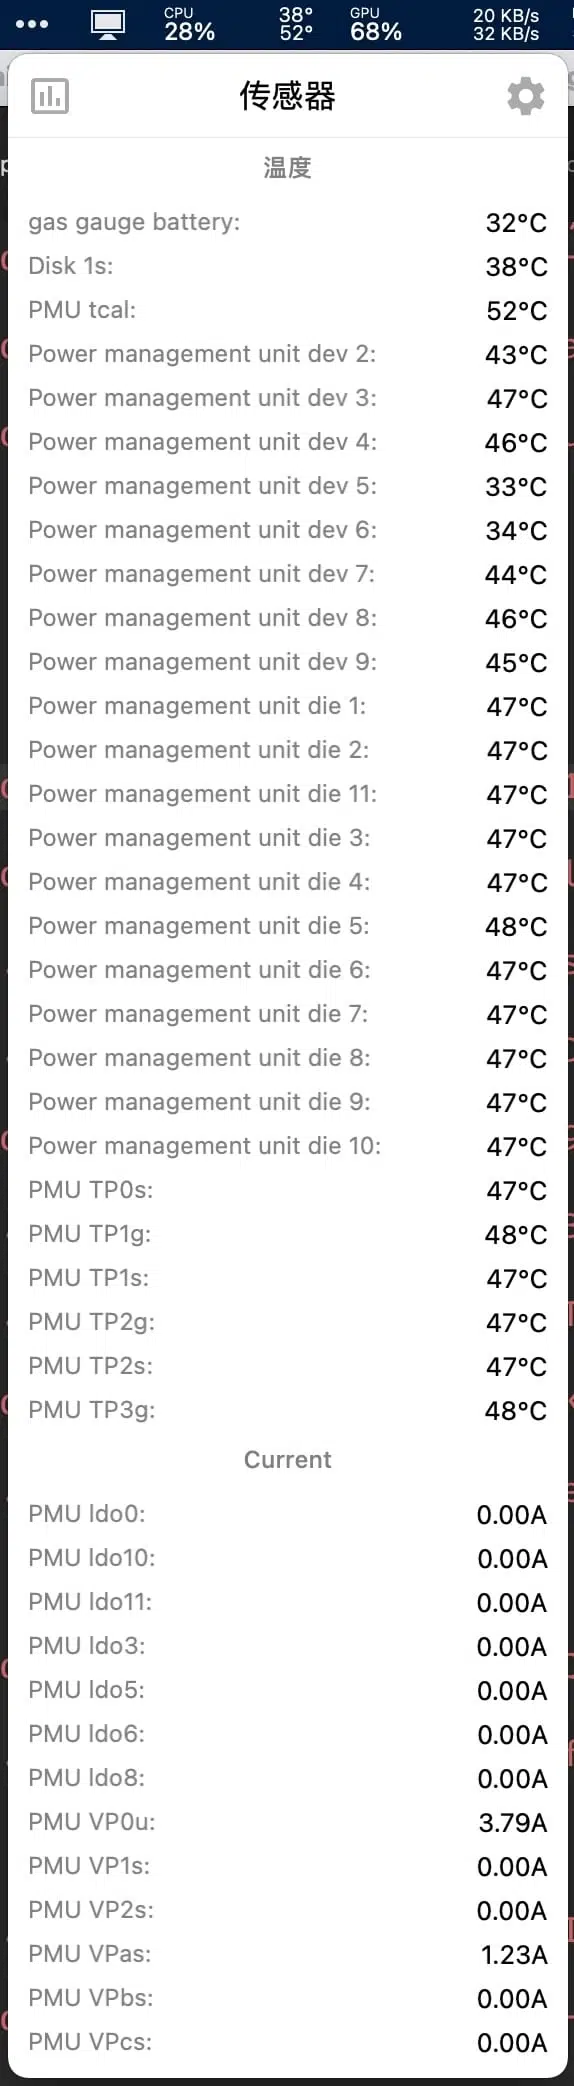 CPU 38° GPU 20 KB/s
28% 52° 68% 32 KB/s
传感器
温度
gas gauge battery: 32°C
Disk 1s: 38°C
PMU tcal: 52°C
Power management unit dev 2: 43°C
Power management unit dev 3: 47°C
Power management unit dev 4: 46°C
Power management unit dev 5: 33°C
Power management unit dev 6: 34°C
Power management unit dev 7: 44°C
Power management unit dev 8: 46°C
Power management unit dev 9: 45°C
Power management unit die 1: 47°C
Power management unit die 2: 47°C
Power management unit die 11: 47°C
Power management unit die 3: 47°C
Power management unit die 4: 47°C
Power management unit die 5: 48°C
Power management unit die 6: 47°C
Power management unit die 7: 47°C
Power management unit die 8: 47°C
Power management unit die 9: 47°C
Power management unit die 10: 47°C
PMU TP0s: 47°C
PMU TP1g: 48°C
PMU TP1s: 47°C
PMU TP2g: 47°C
PMU TP2s: 47°C
PMU TP3g: 48°C
Current
PMU ldo0: 0.00A
PMU ldo10: 0.00A
PMU ldo11: 0.00A
PMU ldo3: 0.00A
PMU ldo5: 0.00A
PMU ldo6: 0.00A
PMU ldo8: 0.00A
PMU VP0u: 3.79A
PMU VP1s: 0.00A
PMU VP2s: 0.00A
PMU VPas: 1.23A
PMU VPbs: 0.00A
PMU VPcs: 0.00A